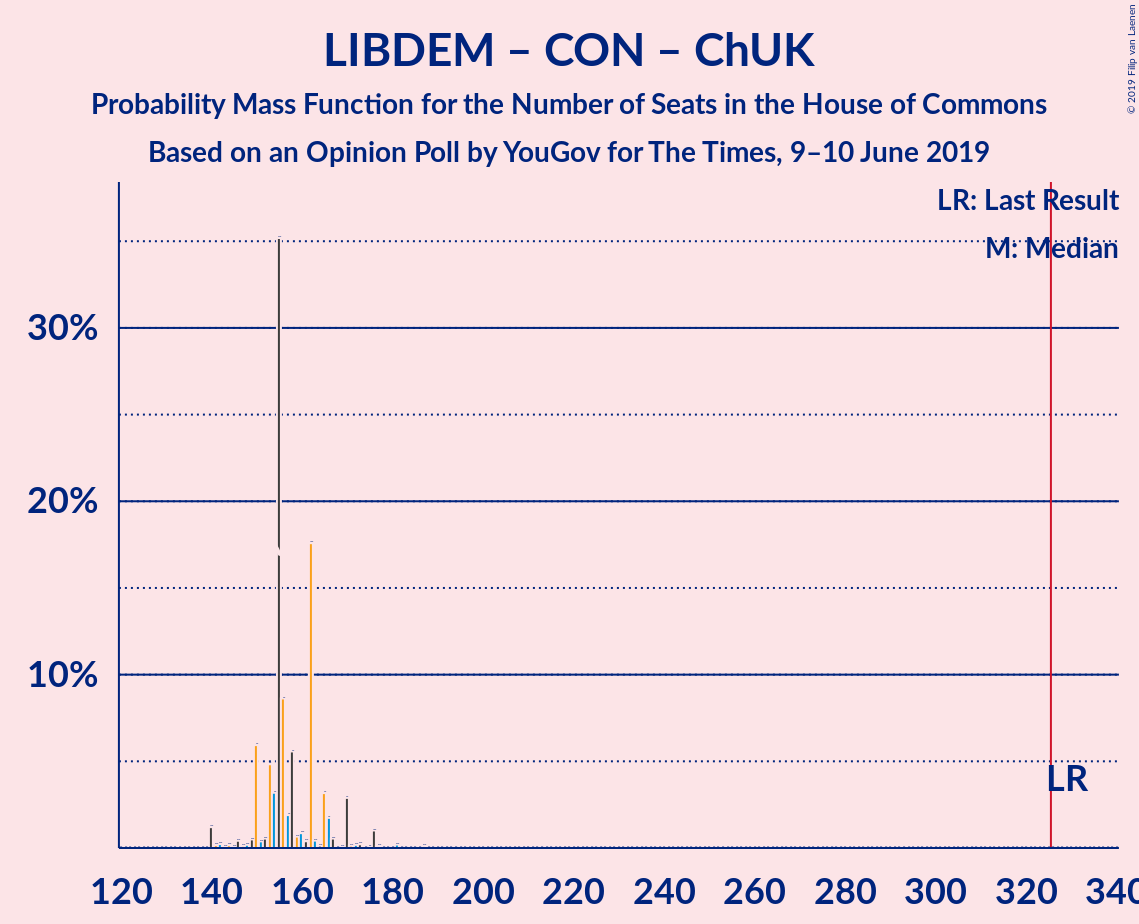 LIBDEM – CON – ChUK
Probability Mass Function for the Number of Seats in the House of Commons
Based on an Opinion Poll by YouGov for The Times, 9–10 June 2019
© 2019 Filip van Laenen
LR: Last Result
M: Median
30%
20%
10%
LR
120 140 160 180 200 220 240 260 280 300 320 340